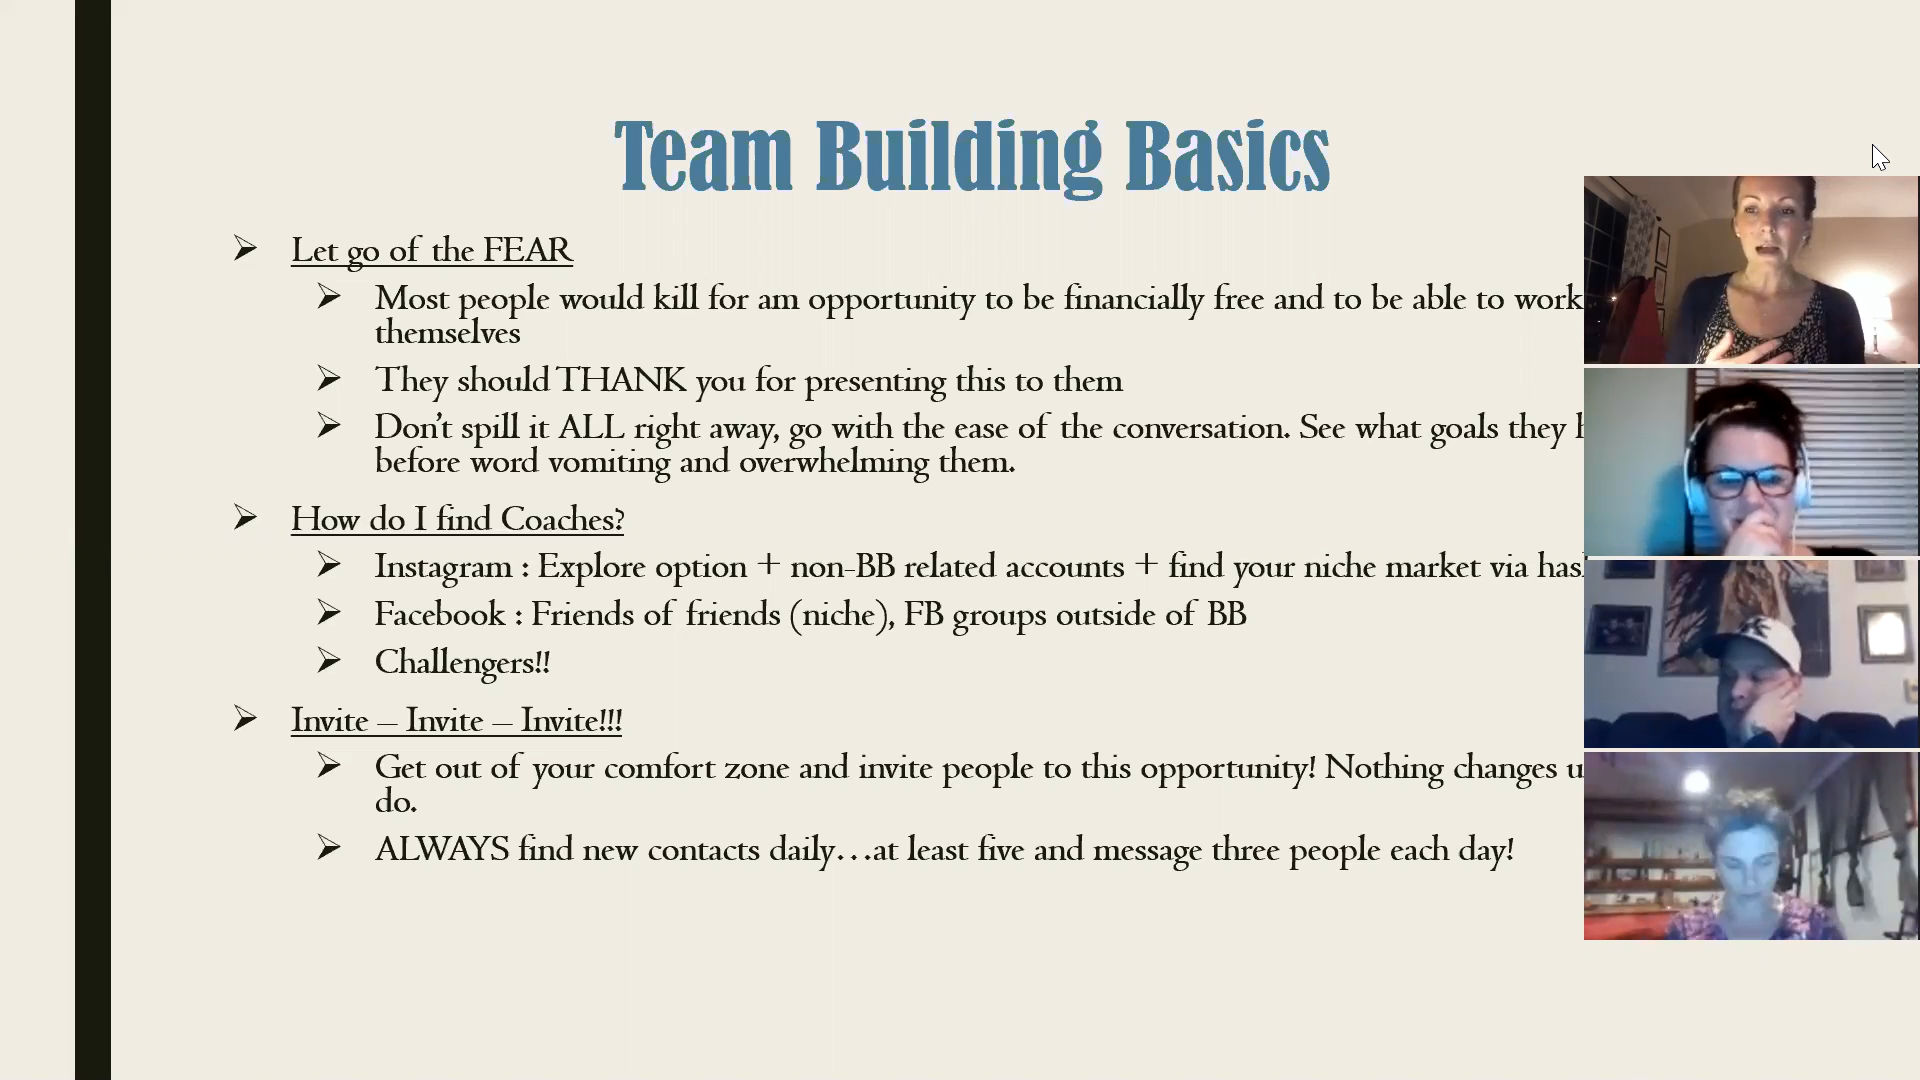 Team Building Basics
Let go of the FEAR
Most people would kill for am opportunity to be financially free and to be able to work
themselves
They should THANK you for presenting this to them
Don't spill it ALL right away, go with the ease of the conversation. See what goals they
before word vomiting and overwhelming them.
How do I find Coaches?
Instagram : Explore option + non-BB related accounts + find your niche market via
Facebook : Friends of friends (niche), FB groups outside of BB
Challengers!!
Invite – Invite – Invite!!!
Get out of your comfort zone and invite people to this opportunity! Nothing changes
do.
ALWAYS find new contacts daily…at least five and message three people each day!